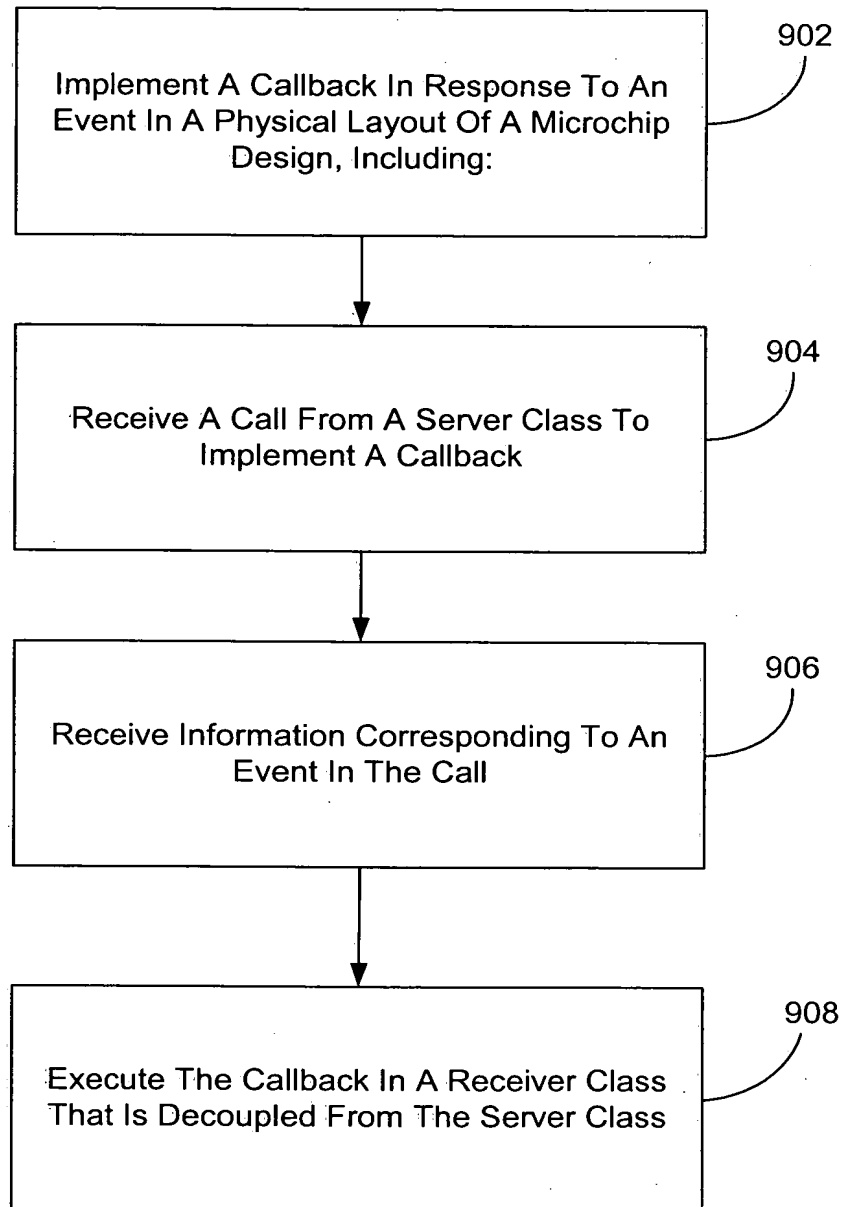 902
Implement A Callback In Response To An
Event In A Physical Layout Of A Microchip
Design, Including:
904
Receive A Call From A Server Class To
Implement A Callback
906
Receive Information Corresponding To An
Event In The Call
908
Execute The Callback In A Receiver Class
That Is Decoupled From The Server Class